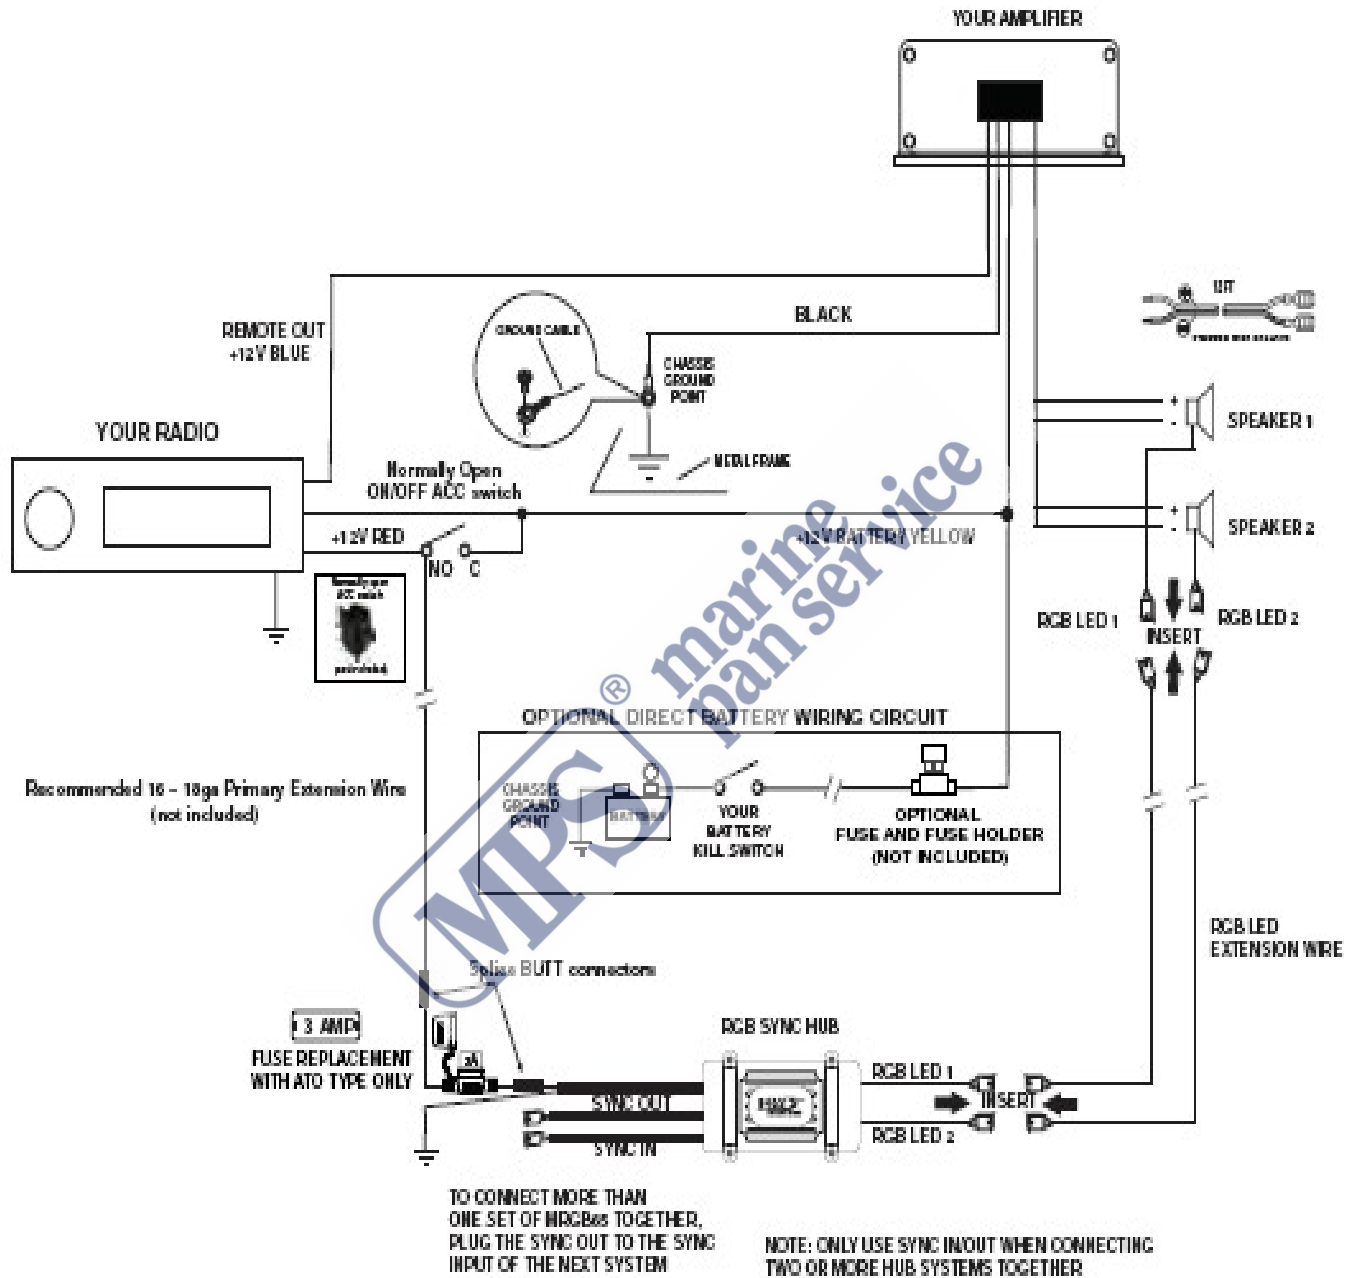 YOUR AMPLIFIER
BLACK
REMOTE OUT
+12V BLUE
GROUND CABLE
CHASSIS
GROUND
POINT
METAL FRAME
SPEAKER 1
YOUR RADIO
Normally Open
ON/OFF ACC switch
+12V RED
NO C
+12V BATTERY YELLOW
SPEAKER 2
RGB LED 1
INSERT
RGB LED 2
marine
pan service
MPS®
OPTIONAL DIRECT BATTERY WIRING CIRCUIT
CHASSIS
GROUND
POINT
BATTERY
YOUR
BATTERY
KILL SWITCH
OPTIONAL
FUSE AND FUSE HOLDER
(NOT INCLUDED)
Recommended 16 – 18ga Primary Extension Wire
(not included)
RGB LED
EXTENSION WIRE
Splice BUTT connectors
3 AMP
FUSE REPLACEMENT
WITH ATO TYPE ONLY
RGB SYNC HUB
SYNC OUT
SYNC IN
RGB LED 1
INSERT
RGB LED 2
TO CONNECT MORE THAN
ONE SET OF TOGETHER,
PLUG THE SYNC OUT TO THE SYNC
INPUT OF THE NEXT SYSTEM
NOTE: ONLY USE SYNC IN/OUT WHEN CONNECTING
TWO OR MORE HUB SYSTEMS TOGETHER